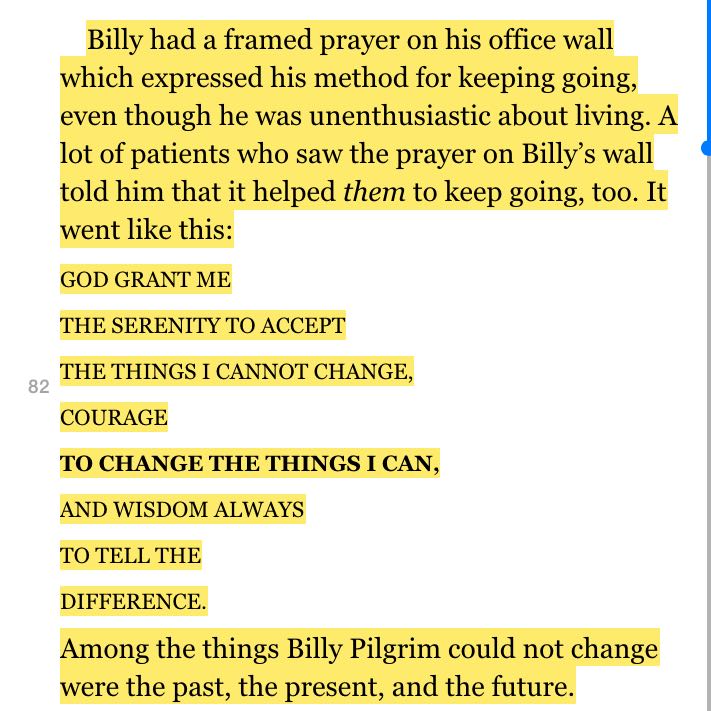 Billy had a framed prayer on his office wall
which expressed his method for keeping going,
even though he was unenthusiastic about living. A
lot of patients who saw the prayer on Billy’s wall
told him that it helped them to keep going, too. It
went like this:
GOD GRANT ME
THE SERENITY TO ACCEPT
THE THINGS I CANNOT CHANGE,
82
COURAGE
TO CHANGE THE THINGS I CAN,
AND WISDOM ALWAYS
TO TELL THE
DIFFERENCE.
Among the things Billy Pilgrim could not change
were the past, the present, and the future.